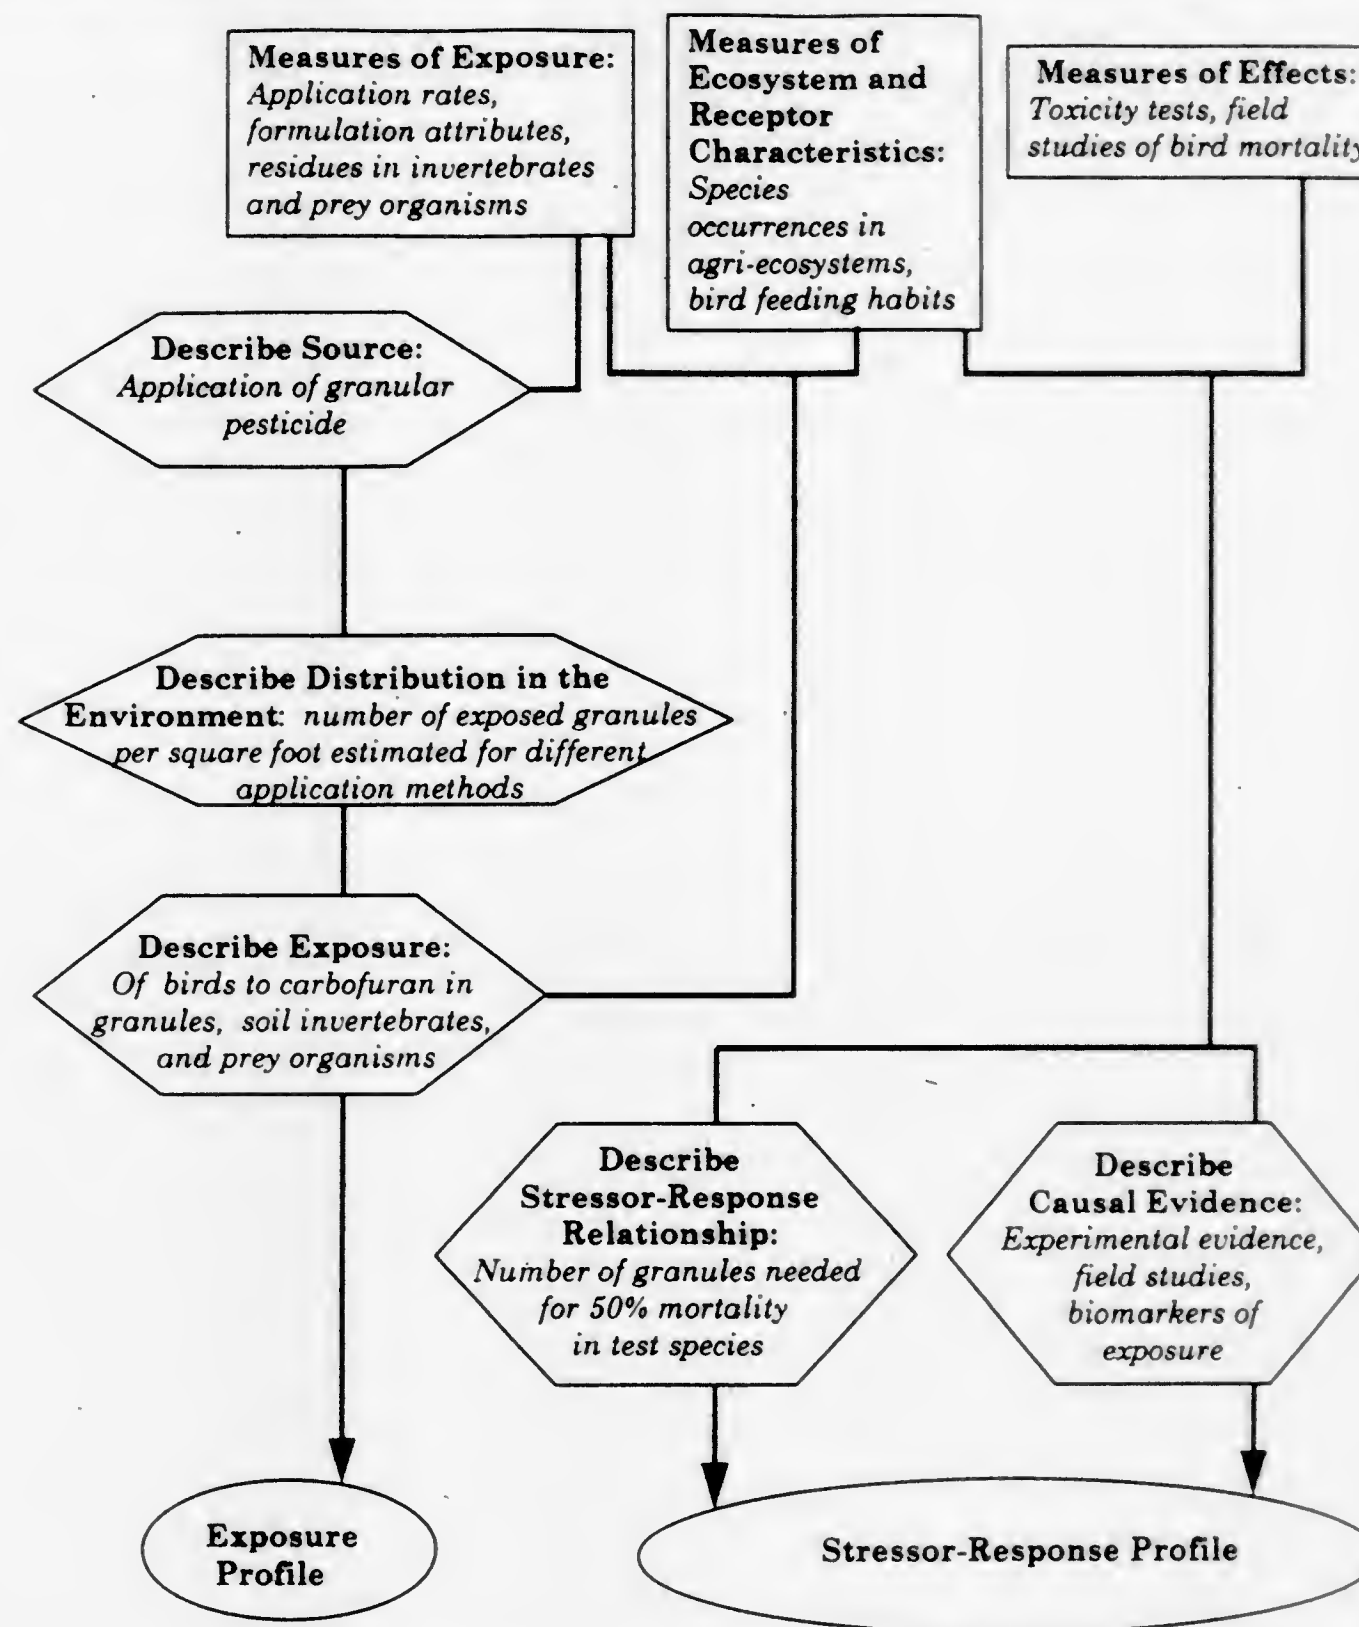 Measures of Exposure:
Application rates,
formulation attributes,
residues in invertebrates
and prey organisms
Measures of
Ecosystem and
Receptor
Characteristics:
Species
occurrences in
agri-ecosystems,
bird feeding habits
Measures of Effects:
Toxicity tests, field
studies of bird mortality
Describe Source:
Application of granular
pesticide
Describe Distribution in the
Environment: number of exposed granules
per square foot estimated for different
application methods
Describe Exposure:
Of birds to carbofuran in
granules, soil invertebrates,
and prey organisms
Describe
Stressor-Response
Relationship:
Number of granules needed
for 50% mortality
in test species
Describe
Causal Evidence:
Experimental evidence,
field studies,
biomarkers of
exposure
Exposure
Profile
Stressor-Response Profile